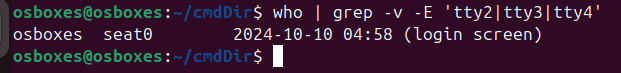 osboxes@osboxes:~/cmdDir$ who | grep -v -E 'tty2|tty3|tty4'
osboxes  seat0        2024-10-10 04:58 (login screen)
osboxes@osboxes:~/cmdDir$